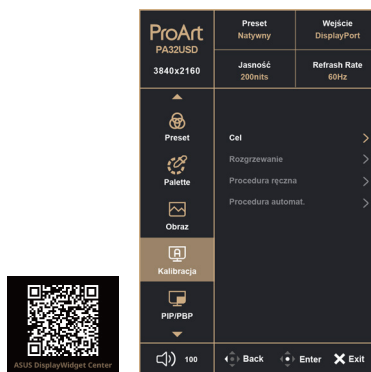 ProArt
PA32USD
3840x2160
Preset
Natywny
Wejście
DisplayPort
Jasność
200nits
Refresh Rate
60Hz
Preset
Palette
Obraz
Kalibracja
PIP/PBP
Cel
Rozgrzewanie
Procedura ręczna
Procedura automat.
100
Back
Enter
Exit
ASUS DisplayWidget Center